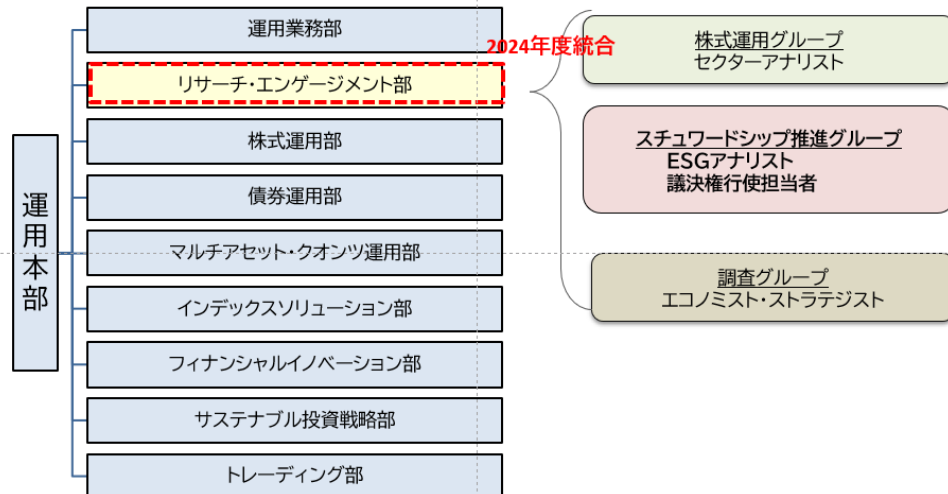 運用本部
運用業務部
リサーチ・エンゲージメント部
株式運用部
債券運用部
マルチアセット・クオンツ運用部
インデックスソリューション部
フィナンシャルイノベーション部
サステナブル投資戦略部
トレーディング部
2024年度統合
株式運用グループ
セクターアナリスト
スチュワードシップ推進グループ
ESGアナリスト
議決権行使担当者
調査グループ
エコノミスト・ストラテジスト